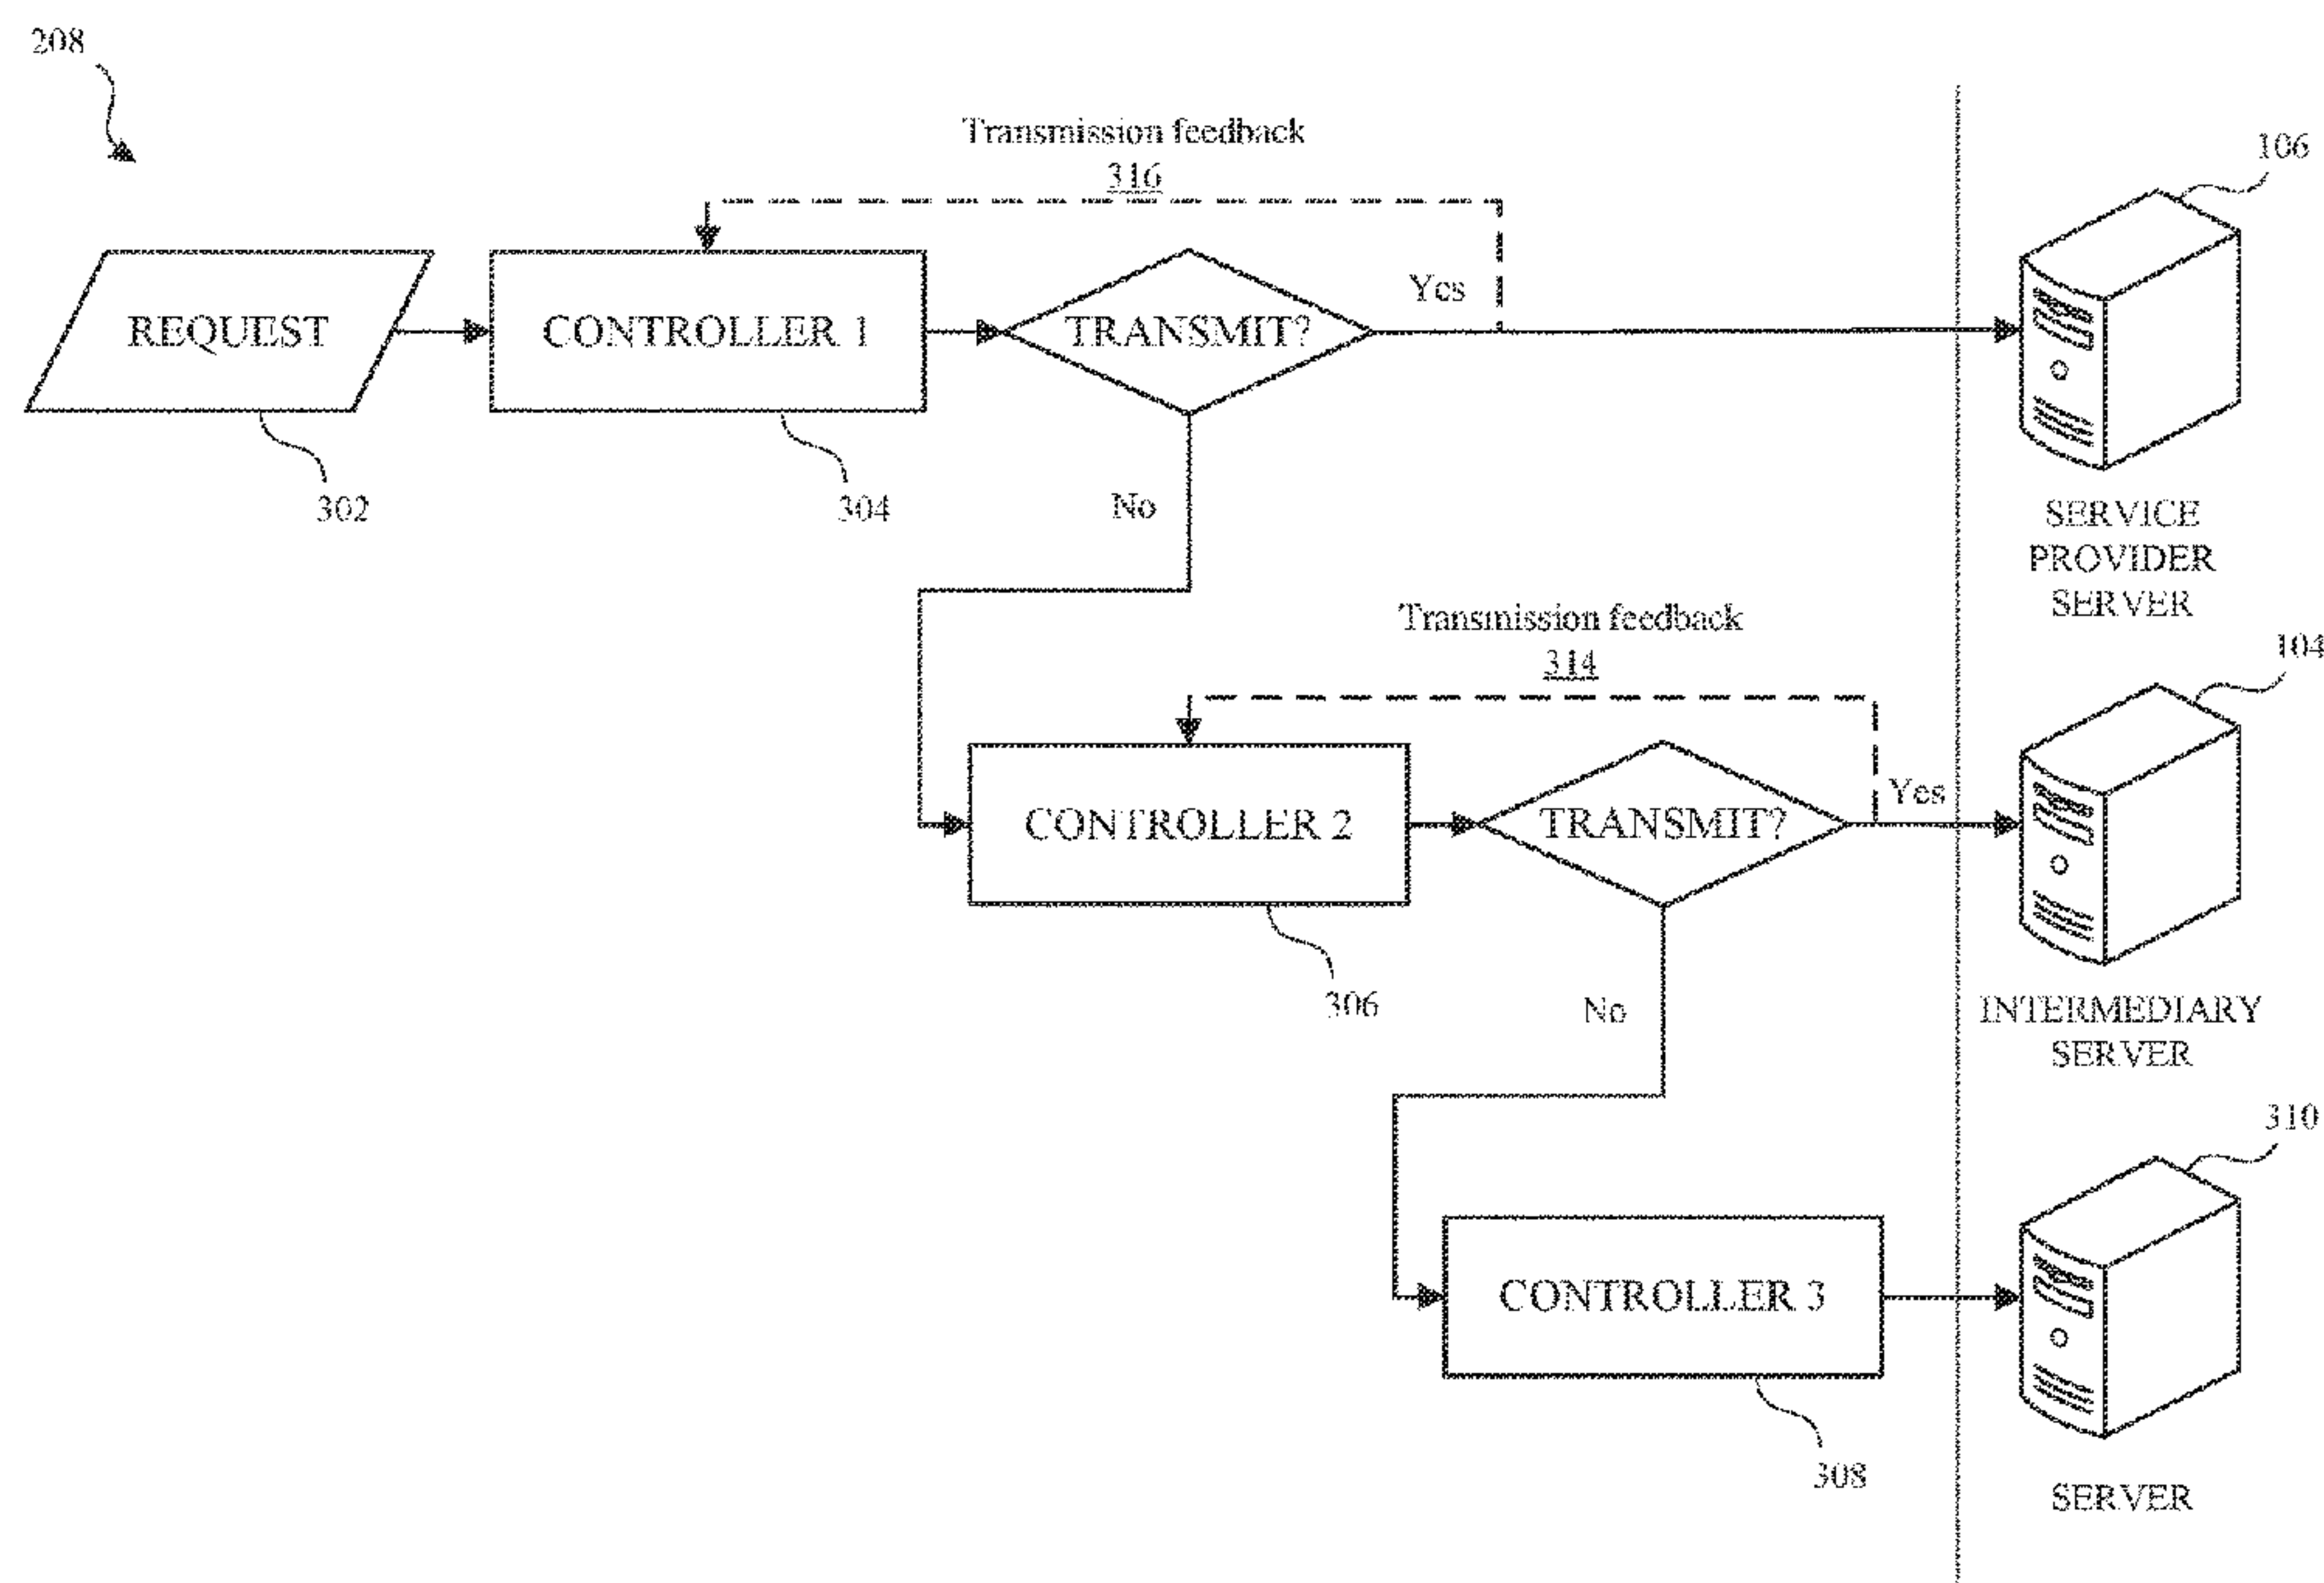 208
Transmission feedback
316
106
REQUEST
CONTROLLER 1
TRANSMIT?
Yes
302
304
No
SERVICE
PROVIDER
SERVER
Transmission feedback
314
104
CONTROLLER 2
TRANSMIT?
Yes
306
No
INTERMEDIARY
SERVER
310
CONTROLLER 3
308
SERVER